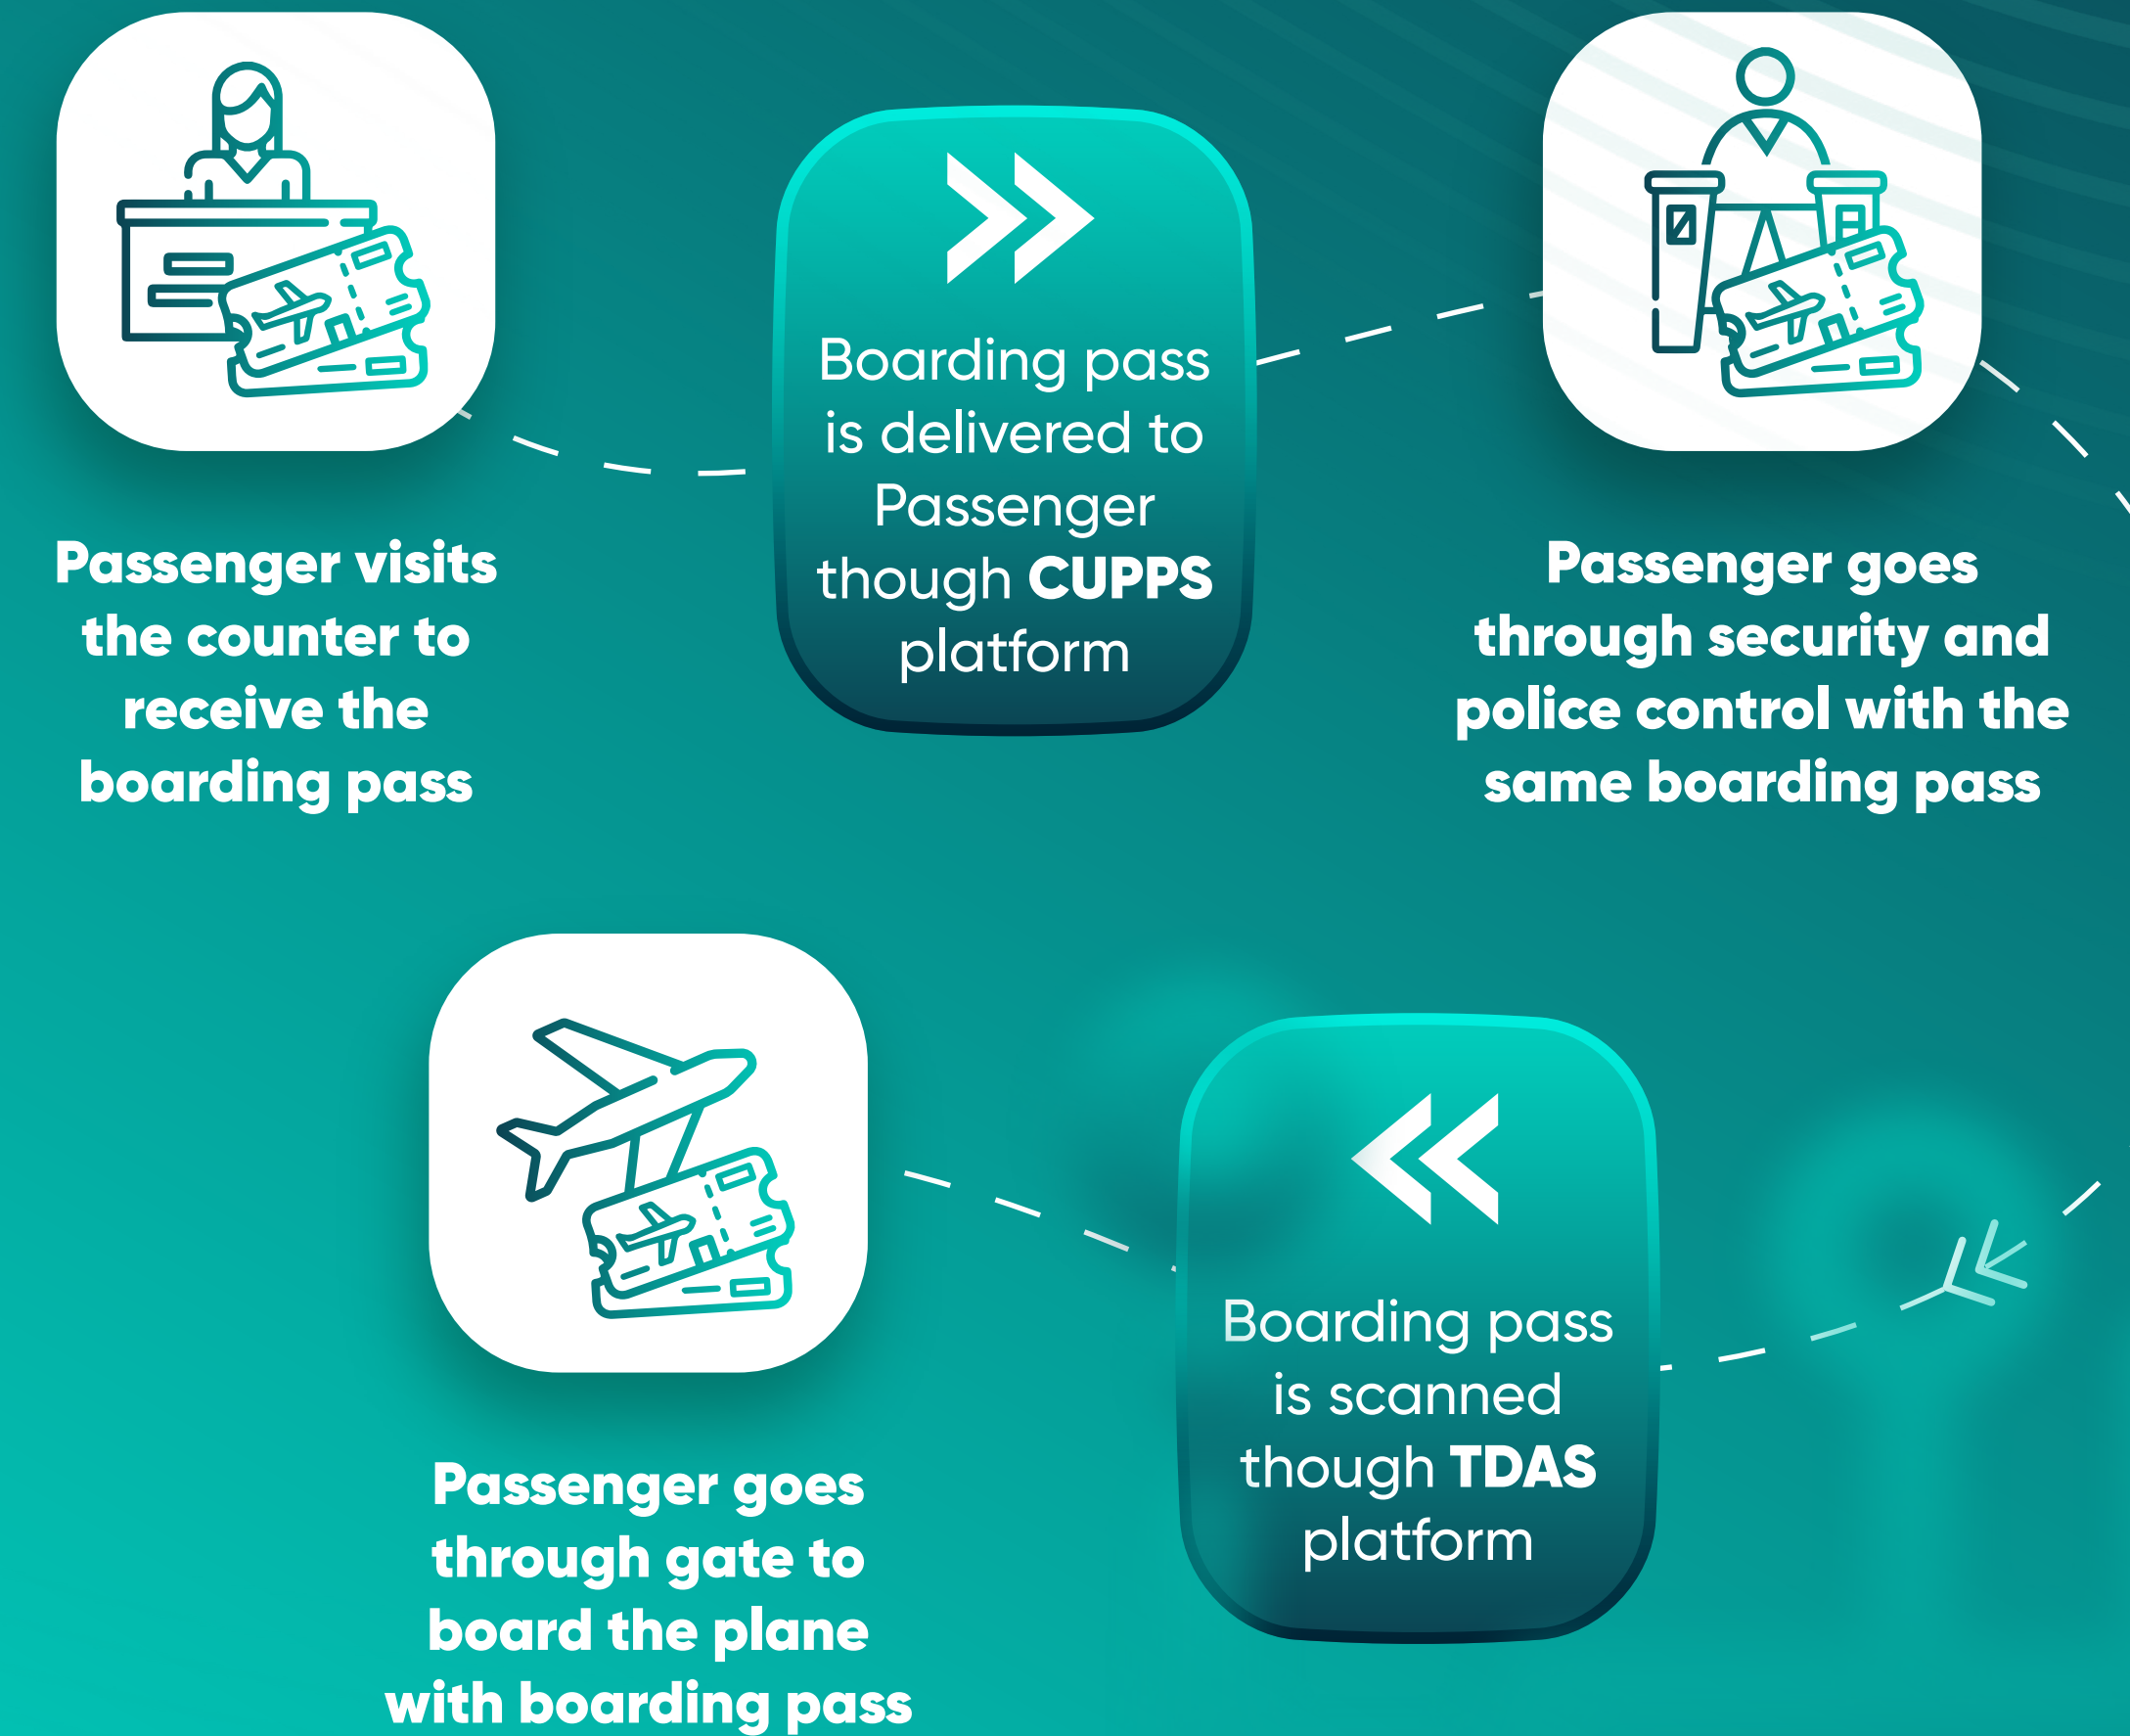 Passenger visits
the counter to
receive the
boarding pass
Boarding pass
is delivered to
Passenger
though CUPPS
platform
Passenger goes
through security and
police control with the
same boarding pass
Boarding pass
is scanned
though TDAS
platform
Passenger goes
through gate to
board the plane
with boarding pass